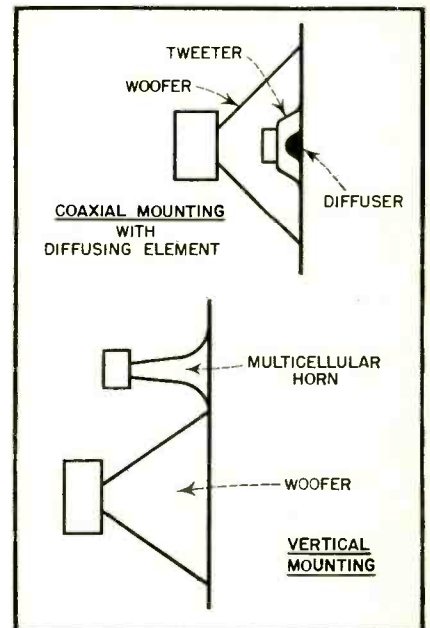 TWEETER
WOOFER
DIFFUSER
COAXIAL MOUNTING
WITH
DIFFUSING ELEMENT
MULTICELLULAR
HORN
WOOFER
VERTICAL
MOUNTING